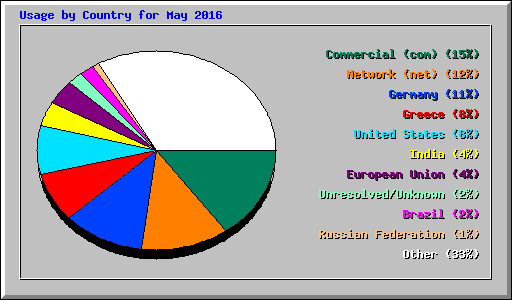 Usage by Country for May 2016
Commercial (com) (15%)
Network (net) (12%)
Germany (11%)
Greece (8%)
United States (8%)
India (4%)
European Union (4%)
Unresolved/Unknown (2%)
Brazil (2%)
Russian Federation (1%)
Other (33%)